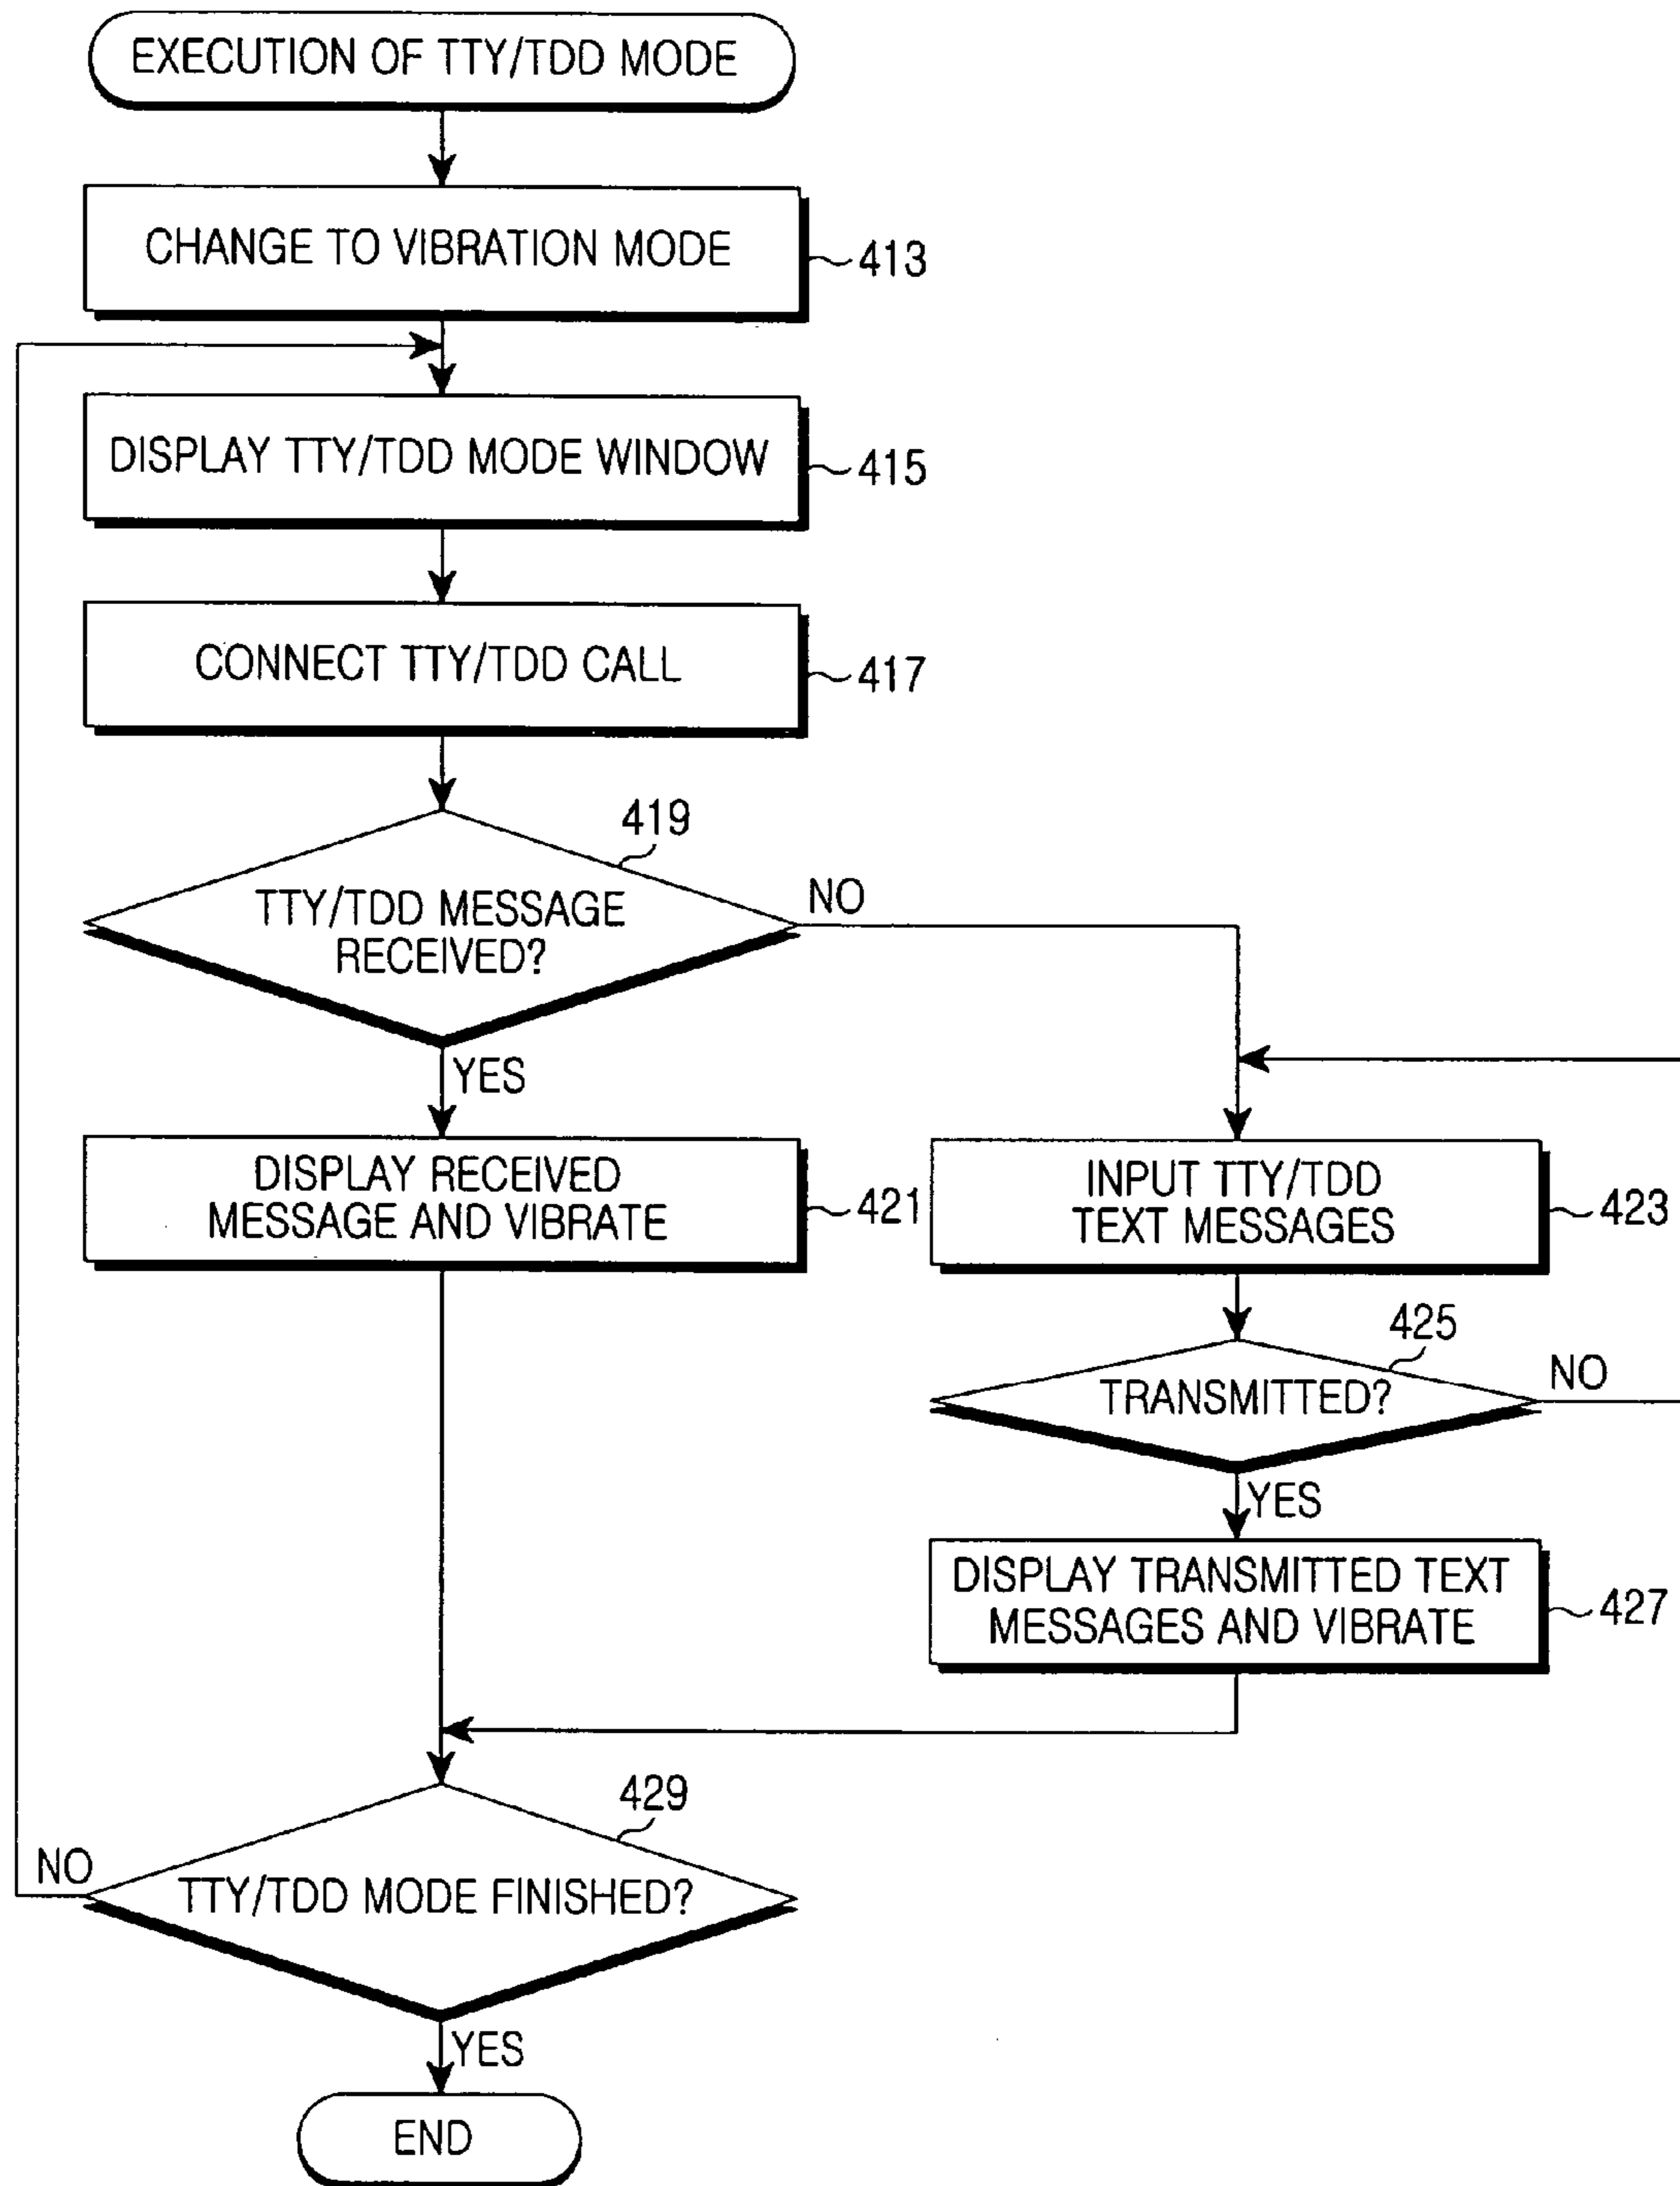 EXECUTION OF TTY/TDD MODE
CHANGE TO VIBRATION MODE
413
DISPLAY TTY/TDD MODE WINDOW
415
CONNECT TTY/TDD CALL
417
419
TTY/TDD MESSAGE
RECEIVED?
NO
YES
DISPLAY RECEIVED
MESSAGE AND VIBRATE
421
INPUT TTY/TDD
TEXT MESSAGES
423
425
TRANSMITTED?
NO
YES
DISPLAY TRANSMITTED TEXT
MESSAGES AND VIBRATE
427
429
NO
TTY/TDD MODE FINISHED?
YES
END